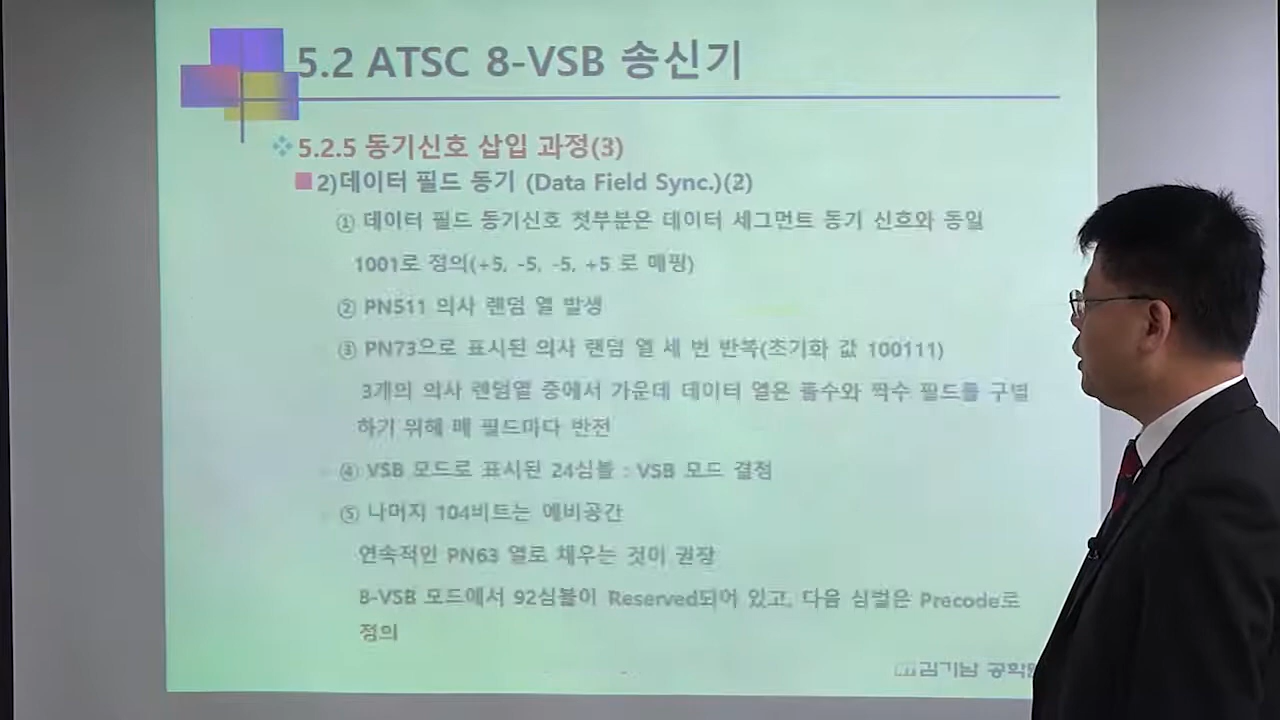 5.2 ATSC 8-VSB 송신기
5.2.5 동기신호 삽입 과정(3)
2)데이터 필드 동기 (Data Field Sync.)(2)
① 데이터 필드 동기신호 첫부분은 데이터 세그먼트 동기 신호와 동일
1001로 정의(+5, -5, -5, +5 로 매핑)
② PN511 의사 랜덤 열 발생
③ PN73으로 표시된 의사 랜덤 열 세 번 반복(초기화 값 100111)
3개의 의사 랜덤열 중에서 가운데 데이터 열은 홀수와 짝수 필드를 구별
하기 위해 매 필드마다 반전
④ VSB 모드로 표시된 24심볼 : VSB 모드 결정
⑤ 나머지 104비트는 예비공간
연속적인 PN63 열로 채우는 것이 권장
8-VSB 모드에서 92심볼이 Reserved되어 있고, 다음 심벌은 Precode로
정의
김기남 공학원